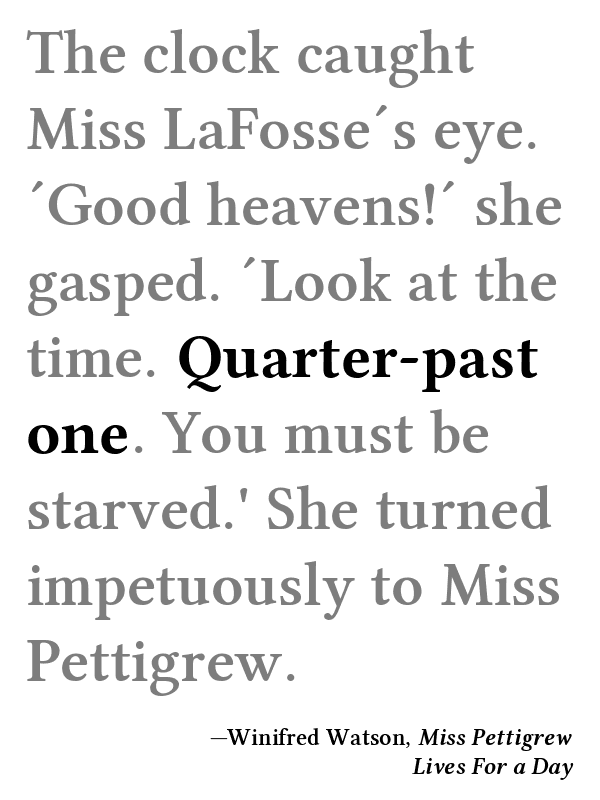 The clock caught
Miss LaFosse´s eye.
´Good heavens!´ she
gasped. ´Look at the
time. Quarter-past
one. You must be
starved.' She turned
impetuously to Miss
Pettigrew.
—Winifred Watson, Miss Pettigrew
Lives For a Day